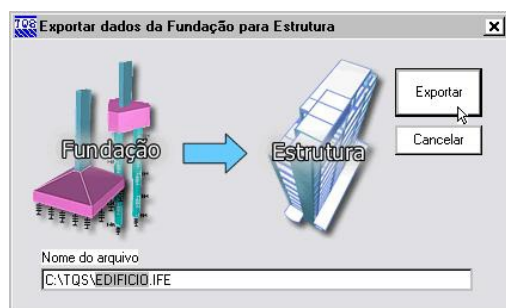 TQS Exportar dados da Fundação para Estrutura
Exportar
Fundação
Estrutura
Cancelar
Nome do arquivo
C:\TQS\EDIFICIO.IFE